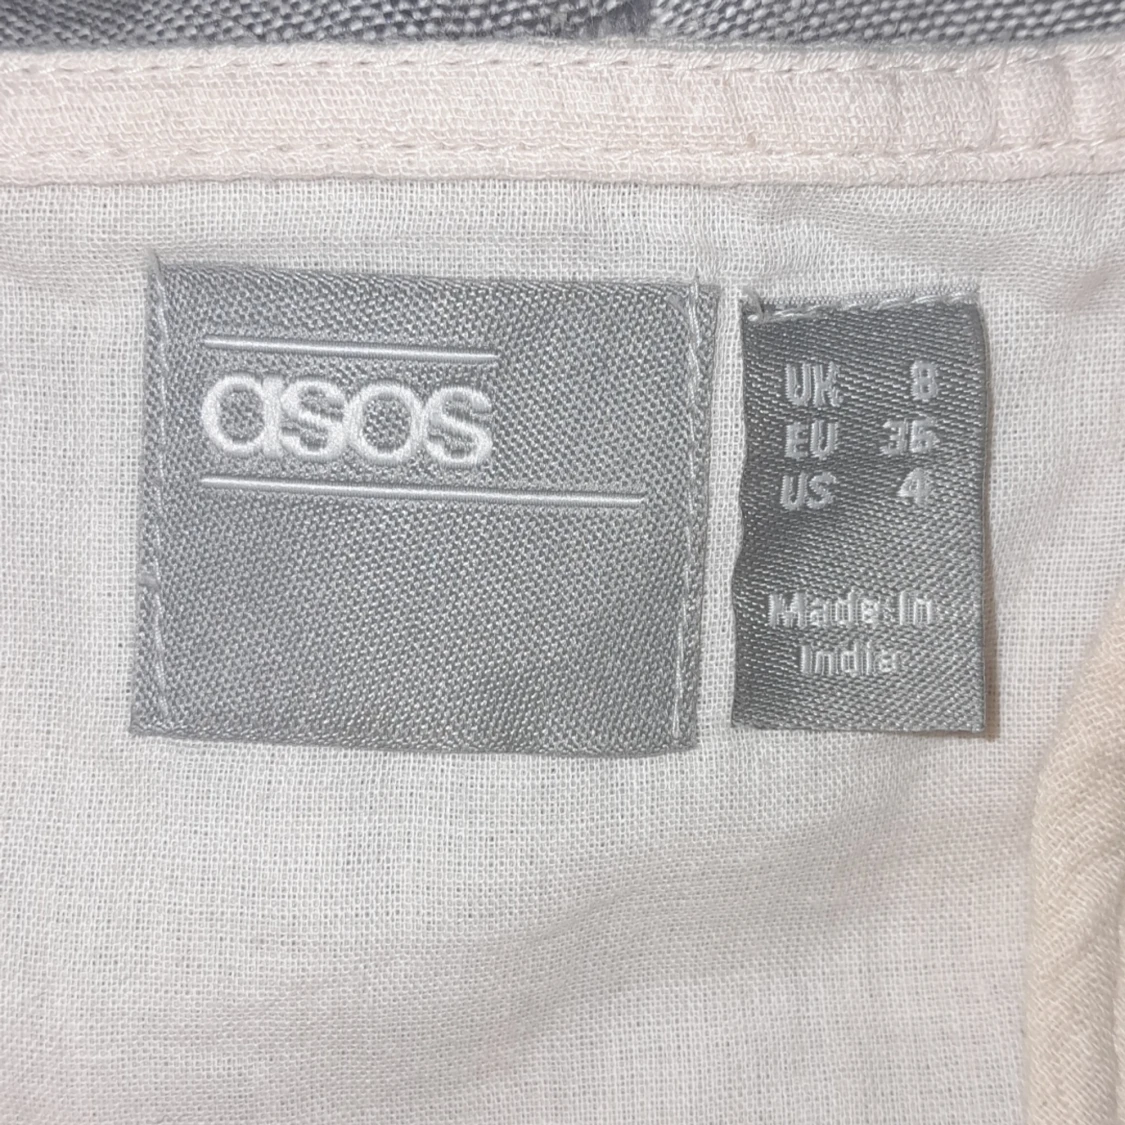 asos
UK 8
EU 36
US 4
Made In
India